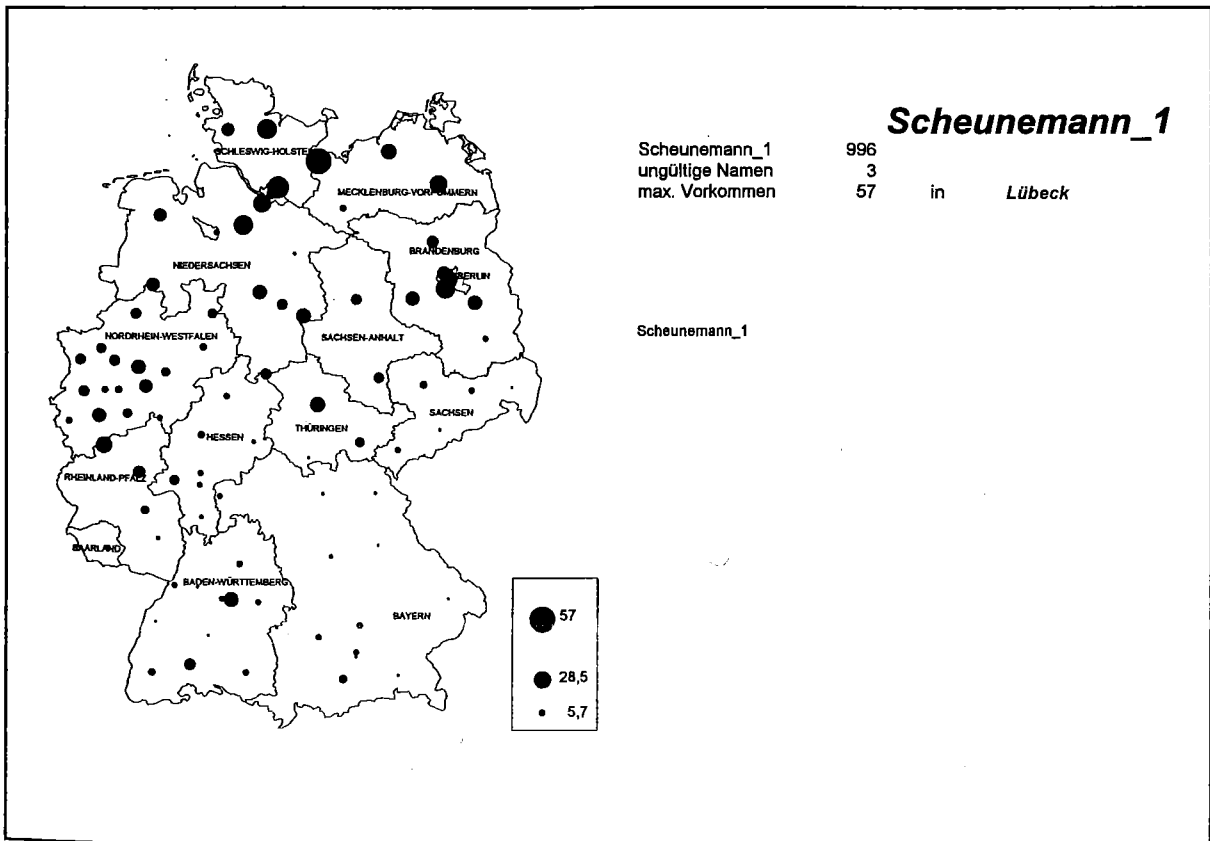 Scheunemann_1
Scheunemann_1 996
ungültige Namen 3
max. Vorkommen 57 in Lübeck
Scheunemann_1
SCHLESWIG-HOLSTEIN
MECKLENBURG-VORPOMMERN
BRANDENBURG
BERLIN
NIEDERSACHSEN
NORDRHEIN-WESTFALEN
SACHSEN-ANHALT
SACHSEN
THÜRINGEN
HESSEN
RHEINLAND-PFALZ
SAARLAND
BADEN-WÜRTTEMBERG
BAYERN
57
28,5
5,7